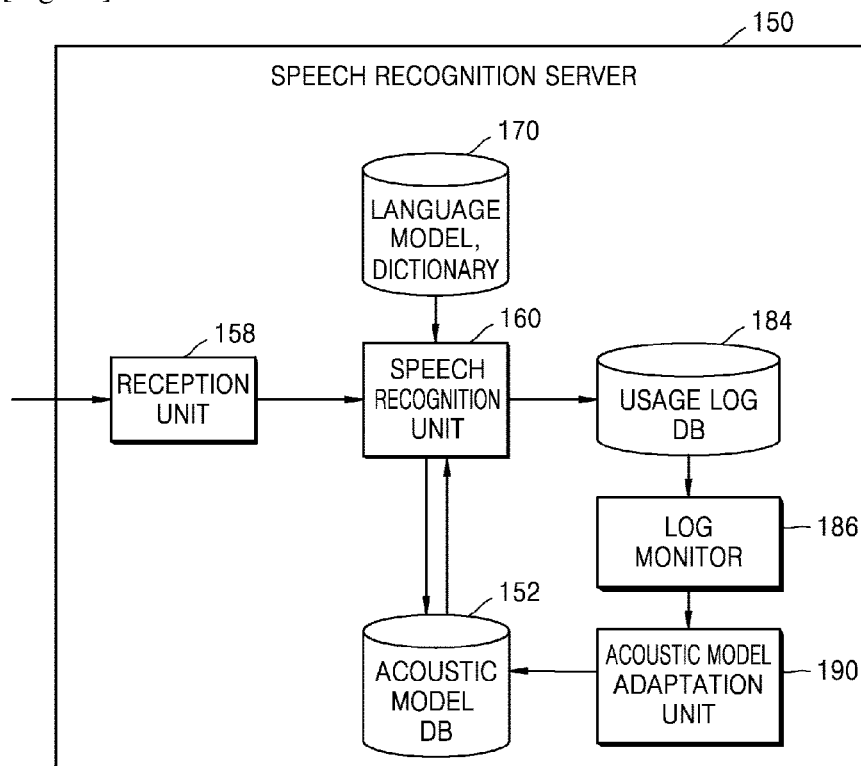 150
SPEECH RECOGNITION SERVER
170
LANGUAGE
MODEL,
DICTIONARY
158
RECEPTION
UNIT
160
SPEECH
RECOGNITION
UNIT
184
USAGE LOG
DB
LOG
MONITOR
186
152
ACOUSTIC
MODEL
DB
ACOUSTIC MODEL
ADAPTATION
UNIT
190